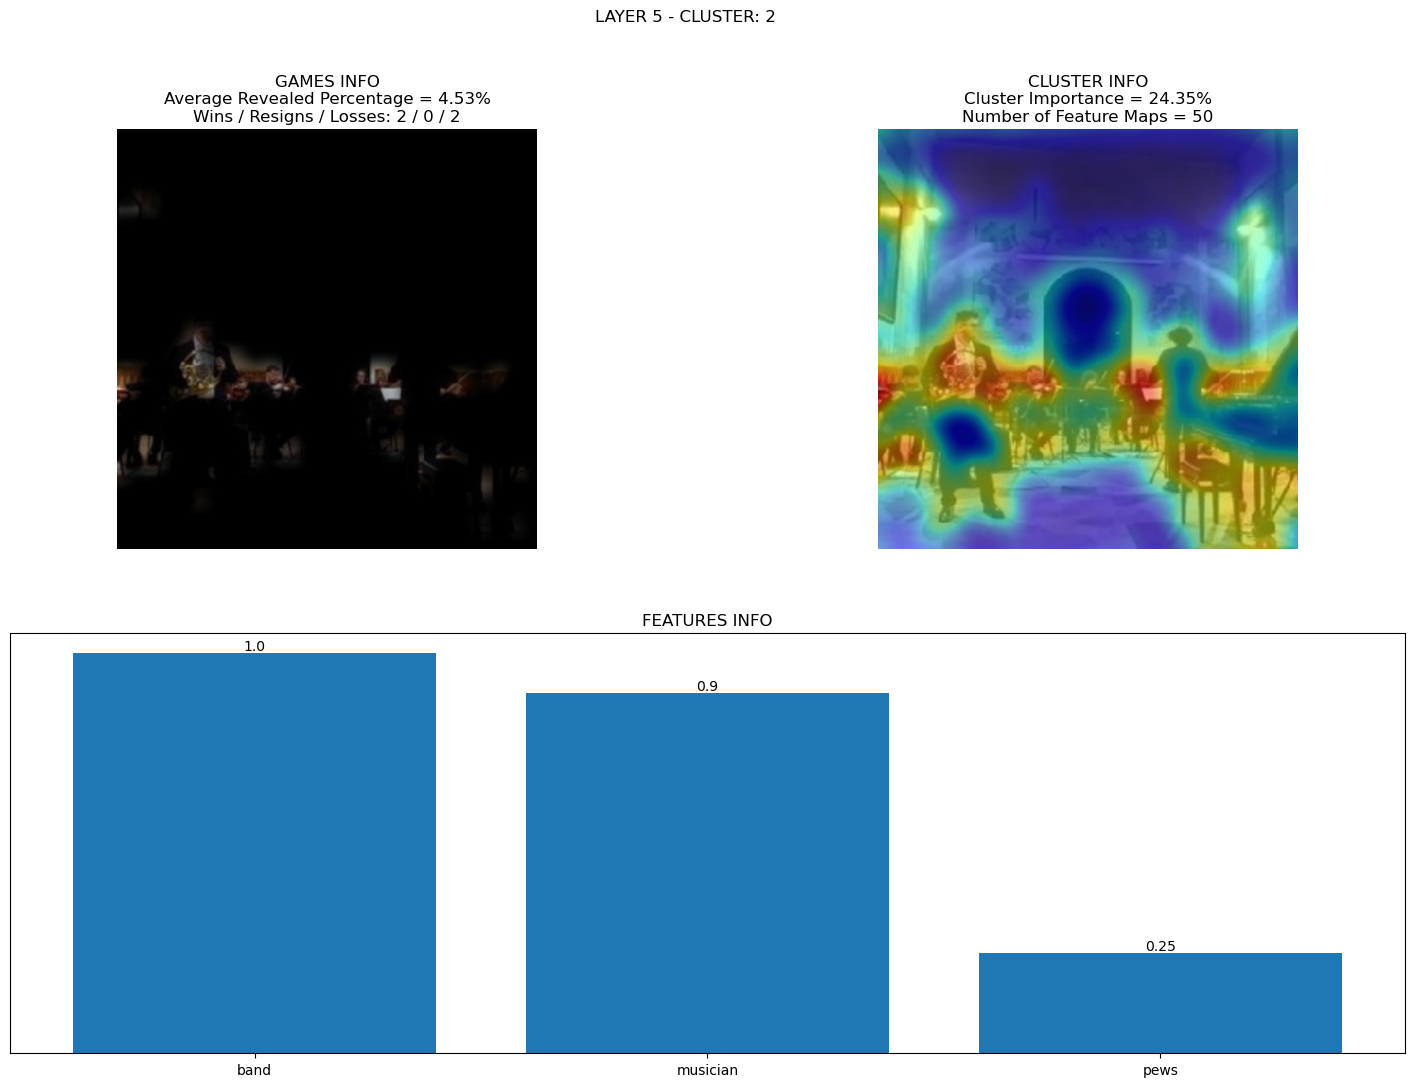 LAYER 5 - CLUSTER: 2
GAMES INFO
Average Revealed Percentage = 4.53%
Wins / Resigns / Losses: 2 / 0 / 2
CLUSTER INFO
Cluster Importance = 24.35%
Number of Feature Maps = 50
FEATURES INFO
1.0
0.9
0.25
band
musician
pews